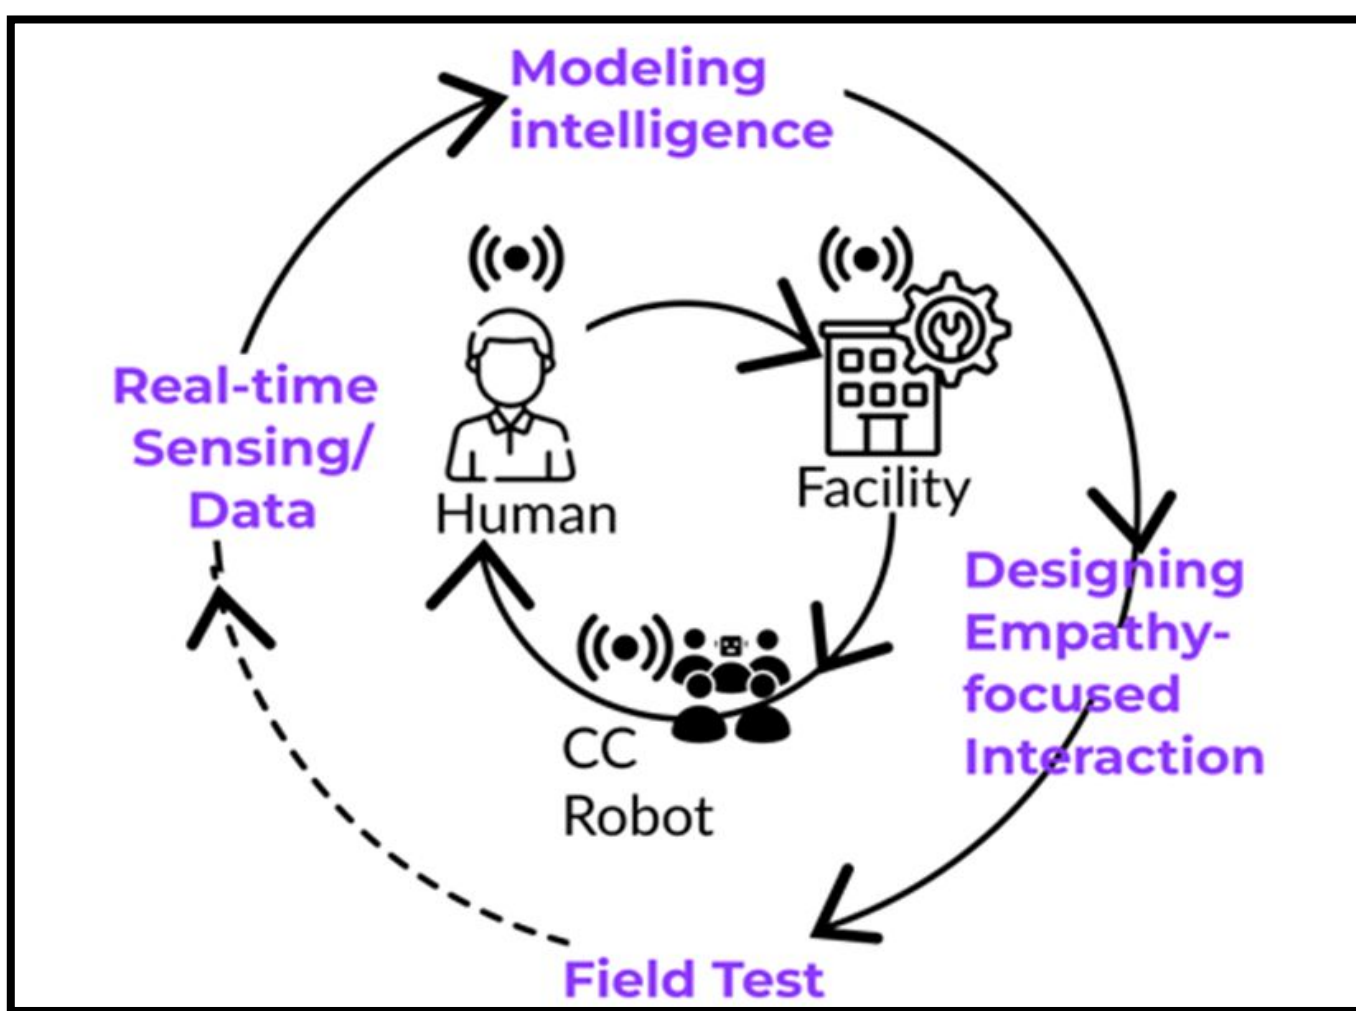 Modeling
intelligence
Real-time
Sensing/
Data
Human
Facility
Designing
Empathy-
focused
Interaction
CC
Robot
Field Test